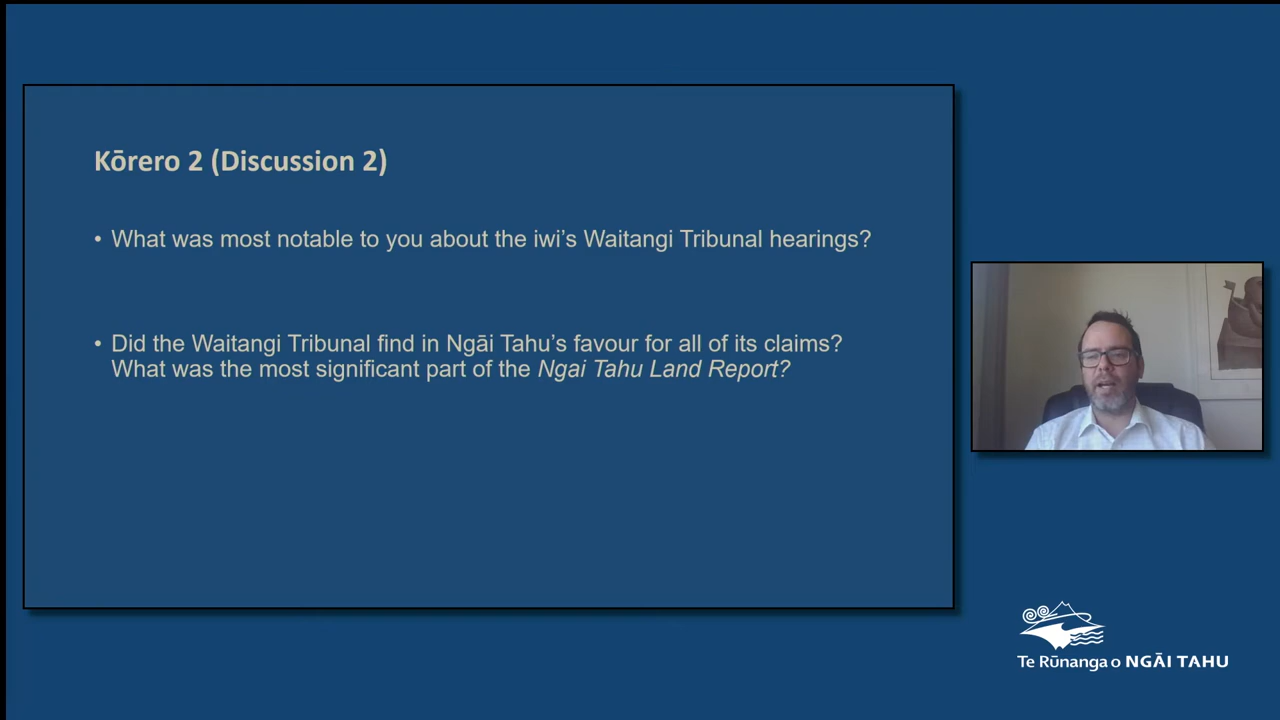 Kōrero 2 (Discussion 2)
• What was most notable to you about the iwi’s Waitangi Tribunal hearings?
• Did the Waitangi Tribunal find in Ngāi Tahu’s favour for all of its claims?
What was the most significant part of the Ngai Tahu Land Report?
Te Rūnanga o NGĀI TAHU